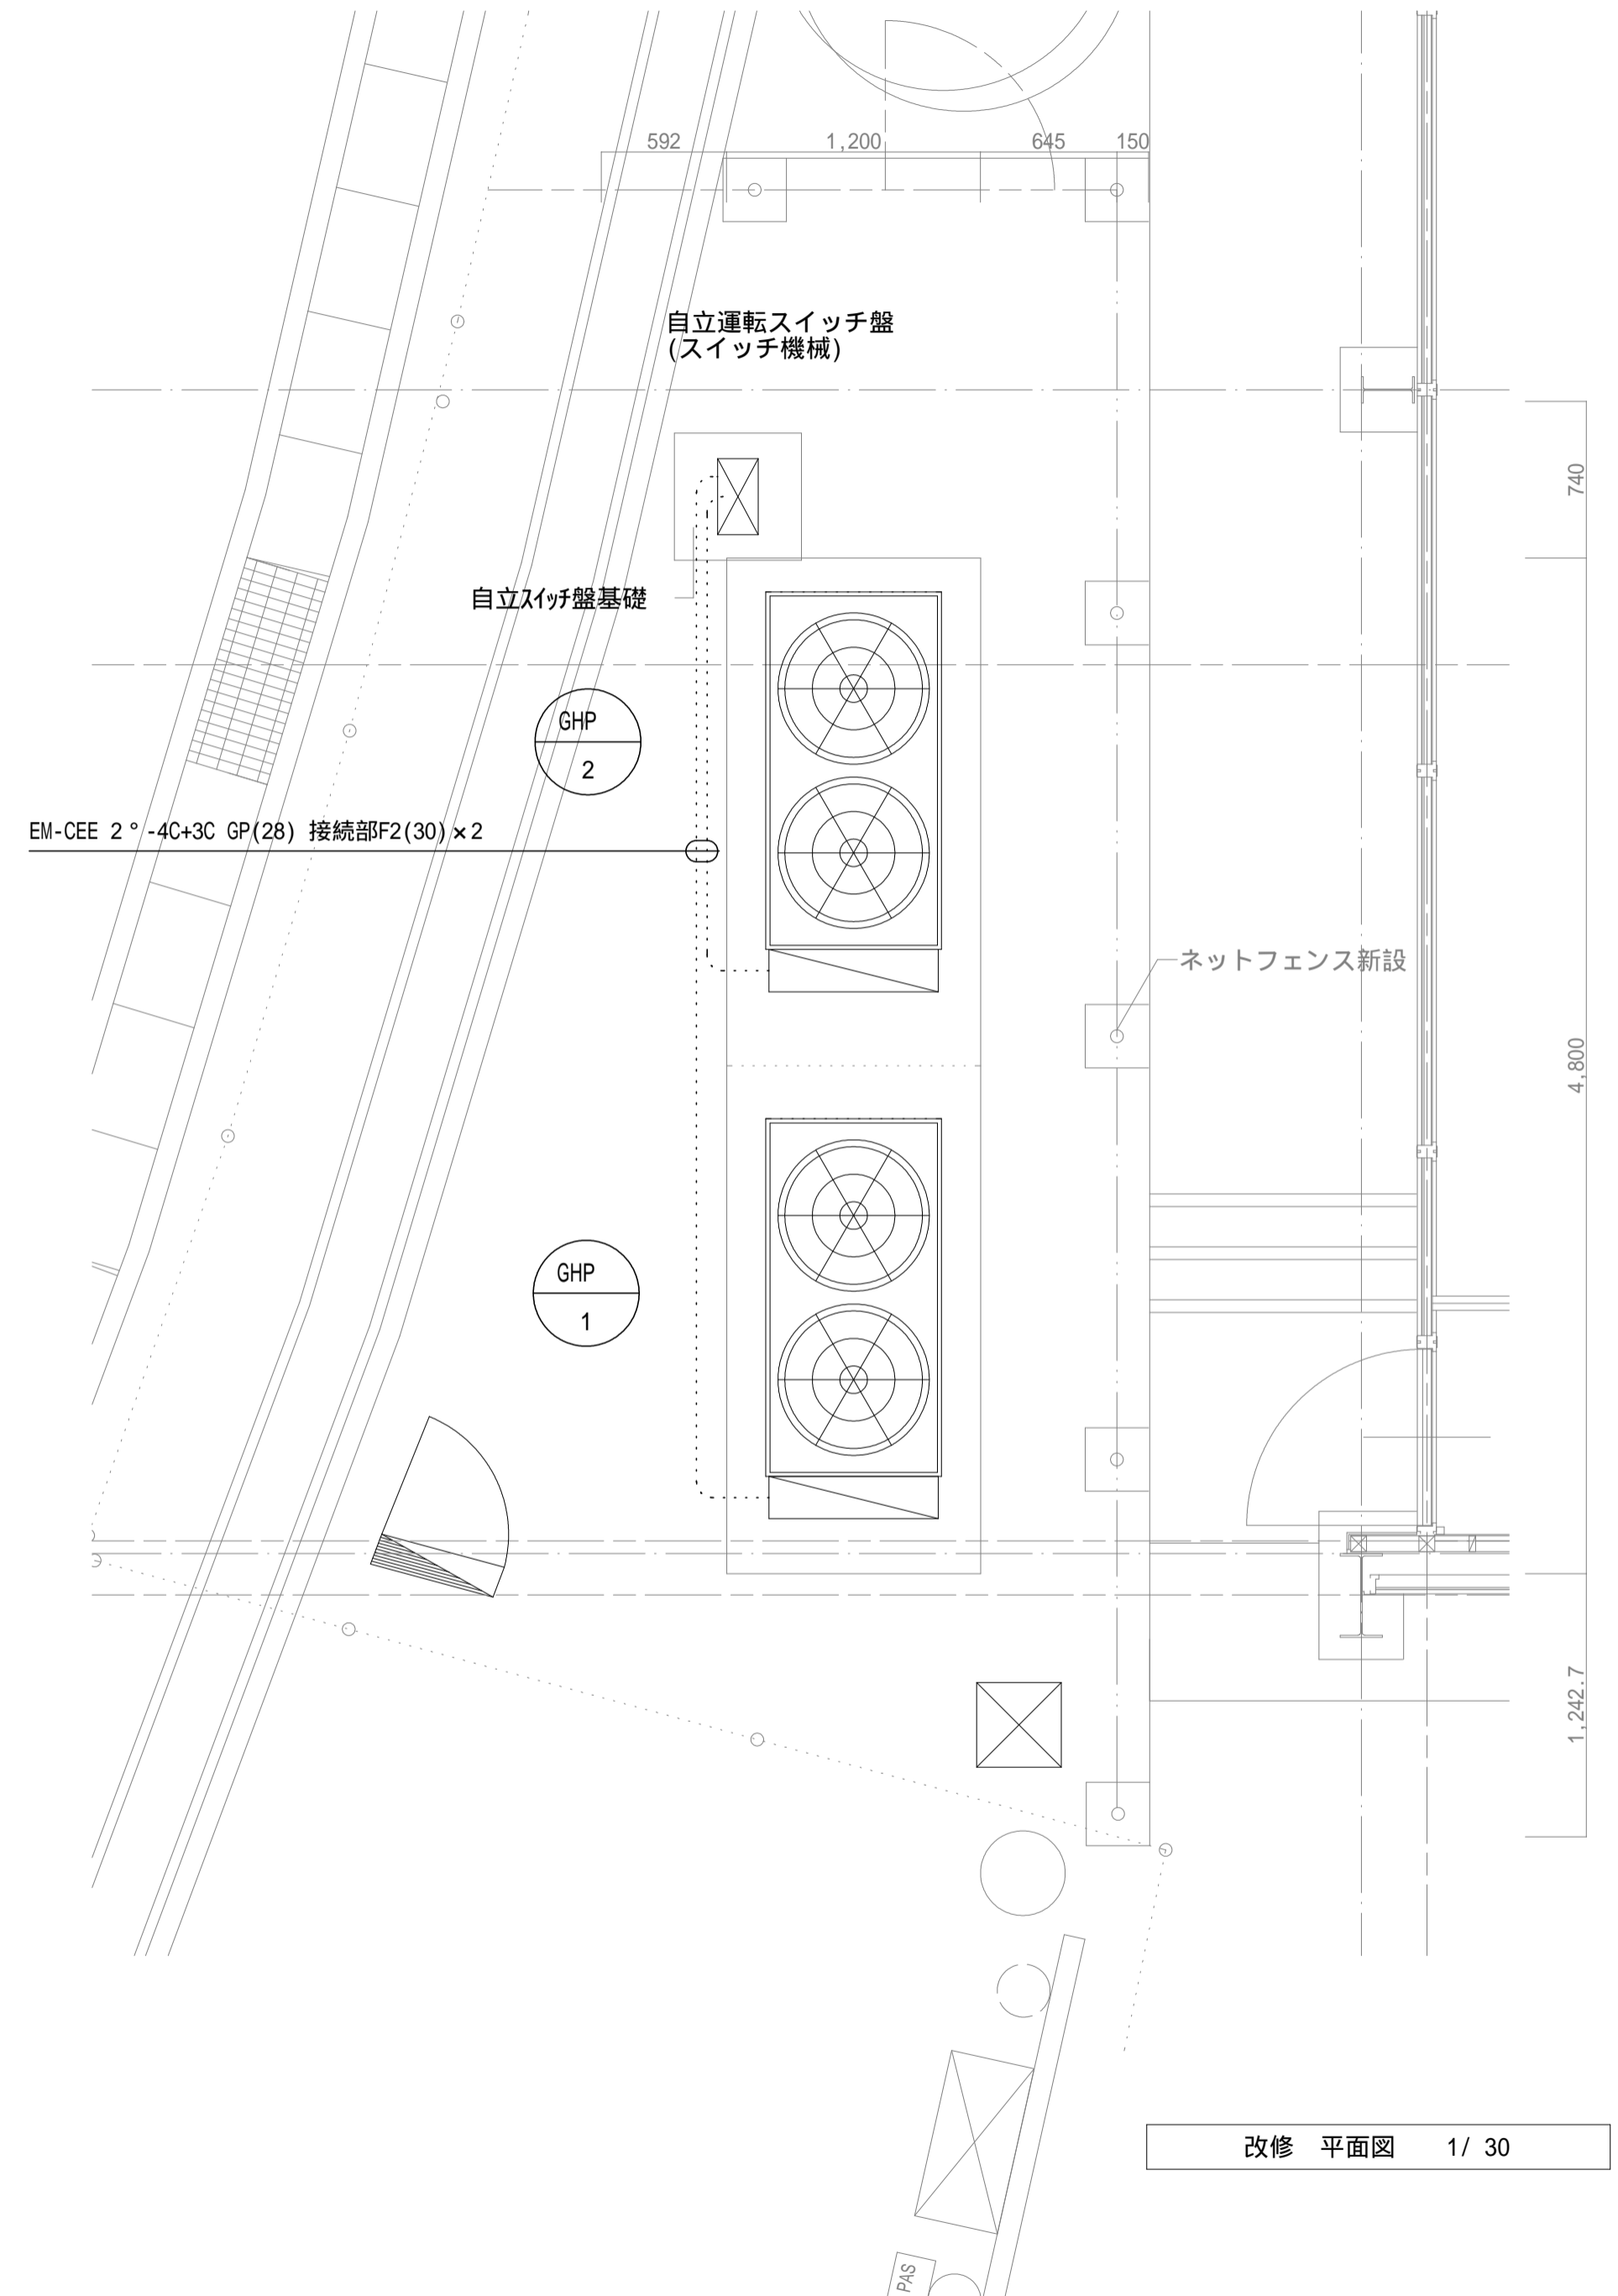 592
1,200
645
150
自立運転スイッチ盤
(スイッチ機械)
740
自立スイッチ盤基礎
GHP
2
EM-CEE 2°-4C+3C GP(28) 接続部F2(30)×2
ネットフェンス新設
4,800
GHP
1
1,242.7
改修 平面図 1/ 30
PAS